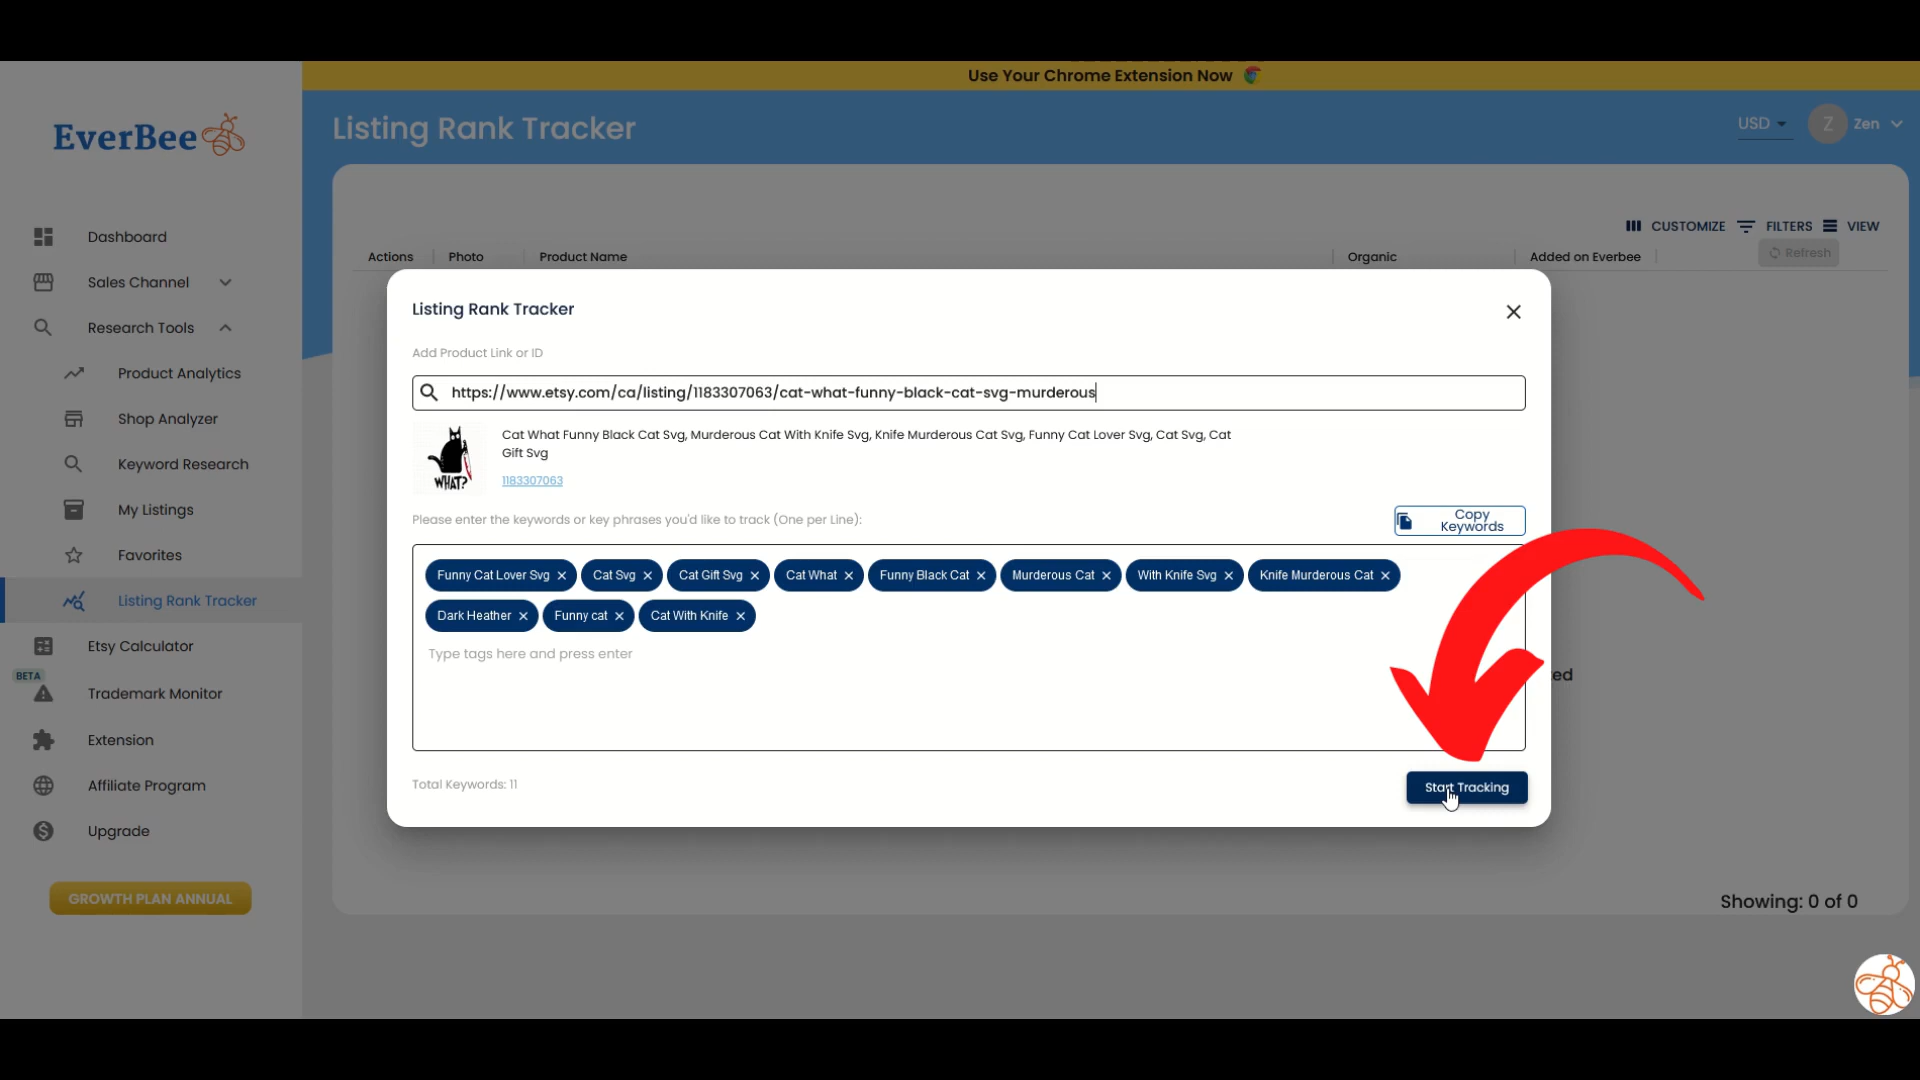 Use Your Chrome Extension Now
EverBee
Listing Rank Tracker
USD
Z
Zen
Dashboard
Sales Channel
Research Tools
Product Analytics
Shop Analyzer
Keyword Research
My Listings
Favorites
Listing Rank Tracker
Etsy Calculator
BETA
Trademark Monitor
Extension
Affiliate Program
Upgrade
GROWTH PLAN ANNUAL
CUSTOMIZE FILTERS VIEW
Actions Photo Product Name Organic Added on Everbee
Refresh
Listing Rank Tracker
Add Product Link or ID
https://www.etsy.com/ca/listing/1183307063/cat-what-funny-black-cat-svg-murderous
WHAT?
Cat What Funny Black Cat Svg, Murderous Cat With Knife Svg, Knife Murderous Cat Svg, Funny Cat Lover Svg, Cat Svg, Cat
Gift Svg
1183307063
Please enter the keywords or key phrases you'd like to track (One per Line):
Copy
Keywords
Funny Cat Lover Svg Cat Svg Cat Gift Svg Cat What Funny Black Cat Murderous Cat With Knife Svg Knife Murderous Cat
Dark Heather Funny cat Cat With Knife
Type tags here and press enter
Total Keywords: 11
Start Tracking
Showing: 0 of 0